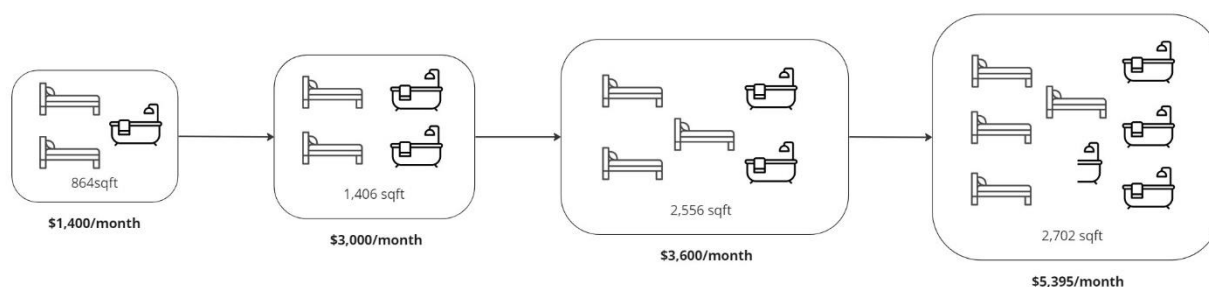 864sqft
$1,400/month
1,406 sqft
$3,000/month
2,556 sqft
$3,600/month
2,702 sqft
$5,395/month